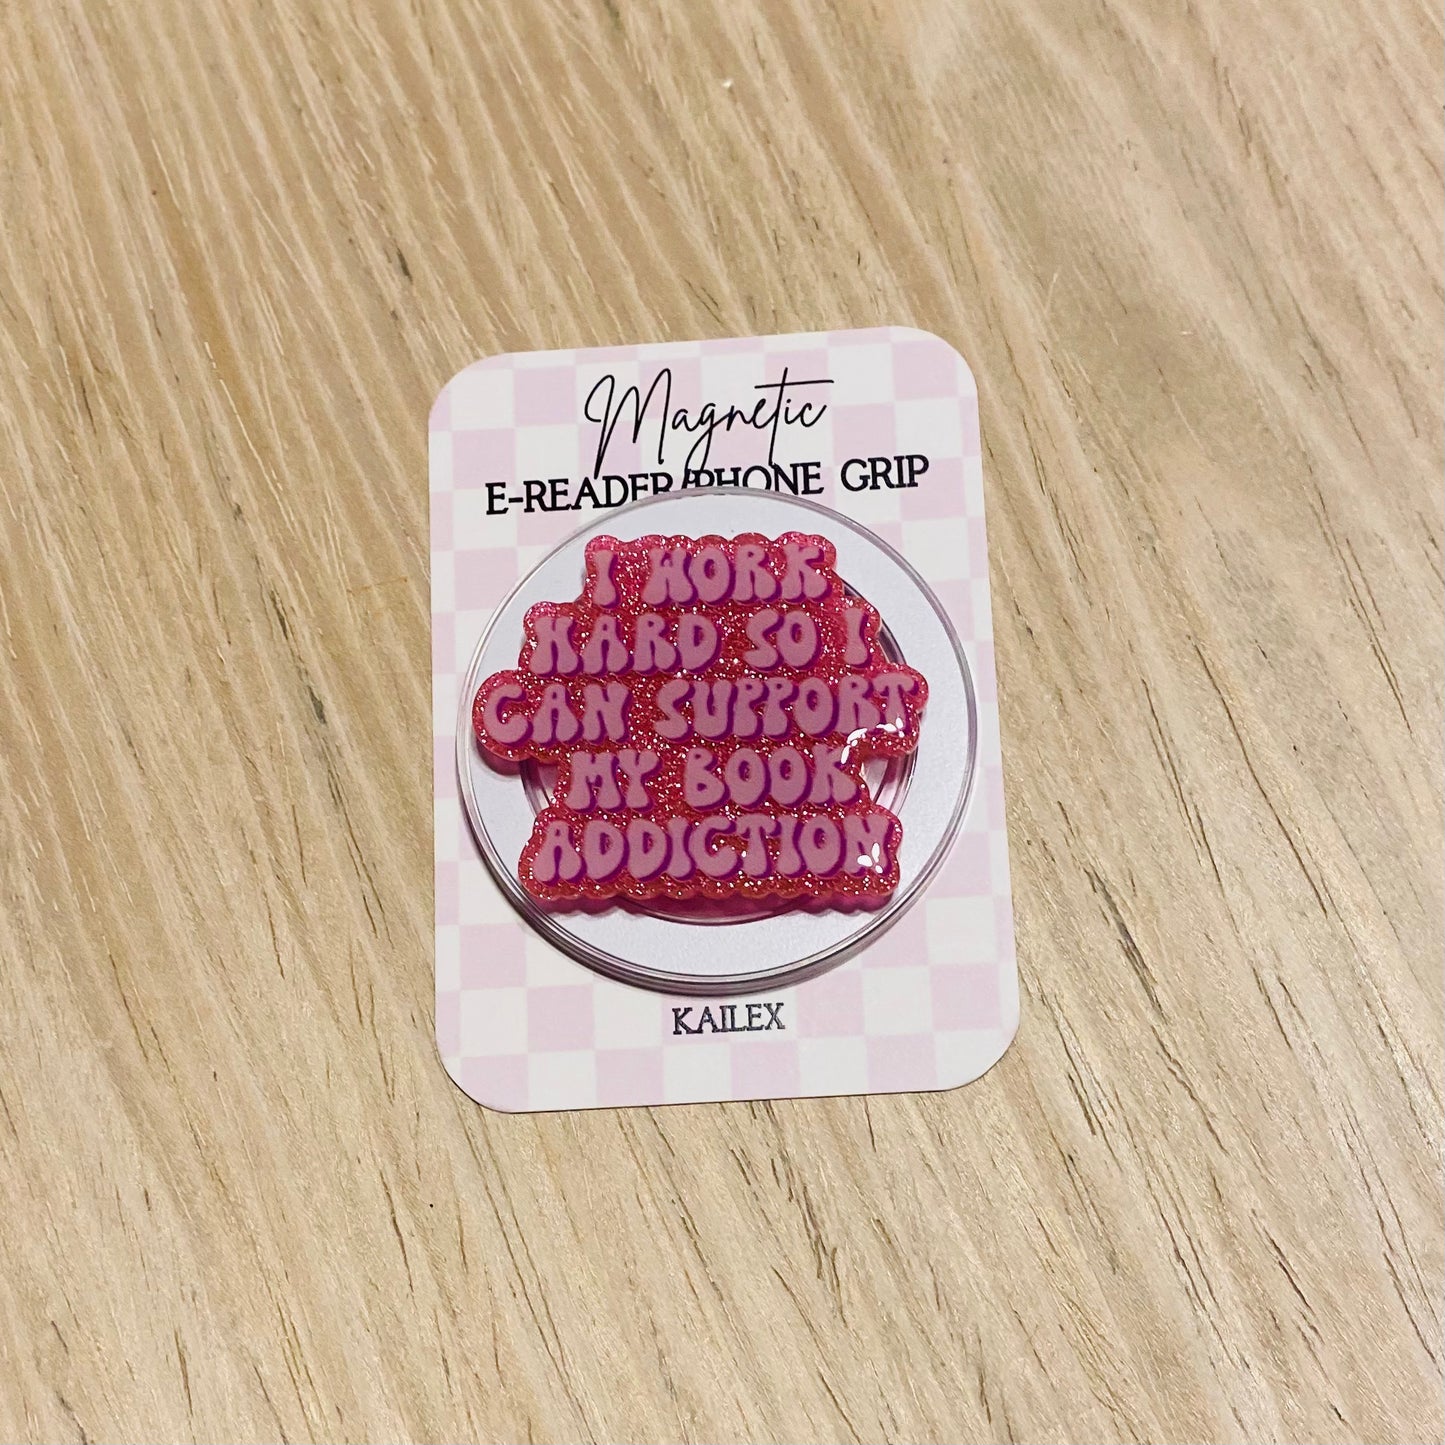 Magnetic
E-READER/PHONE GRIP
I WORK
HARD SO I
CAN SUPPORT
MY BOOK
ADDICTION
KAILEX